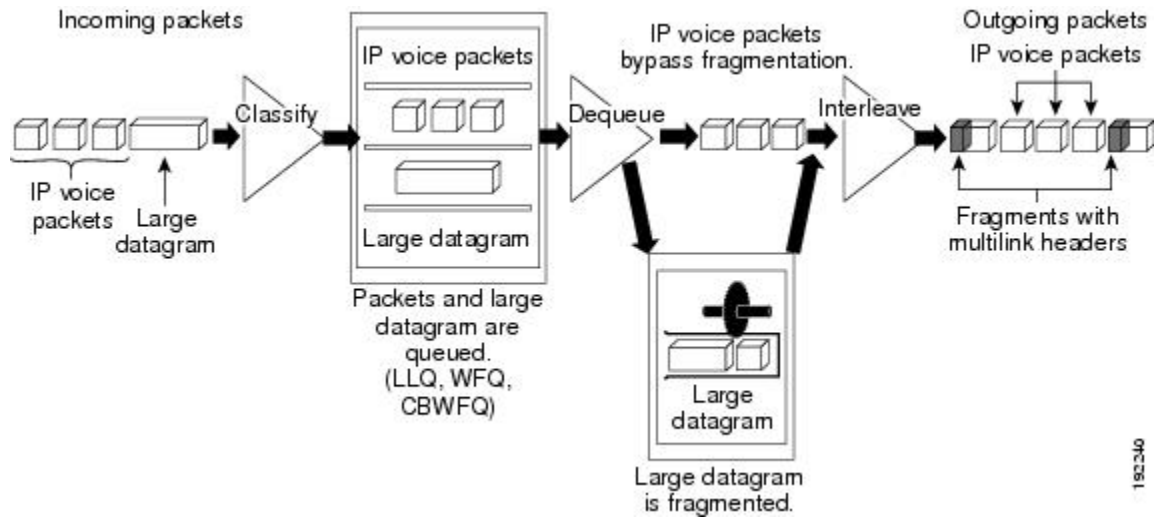 Incoming packets
IP voice packets
Large datagram
Classify
IP voice packets
Large datagram
Packets and large
datagram are
queued.
(LLQ, WFQ,
CBWFQ)
Dequeue
IP voice packets
bypass fragmentation.
Large
datagram
Large datagram
is fragmented.
Interleave
Outgoing packets
IP voice packets
Fragments with
multilink headers
192240